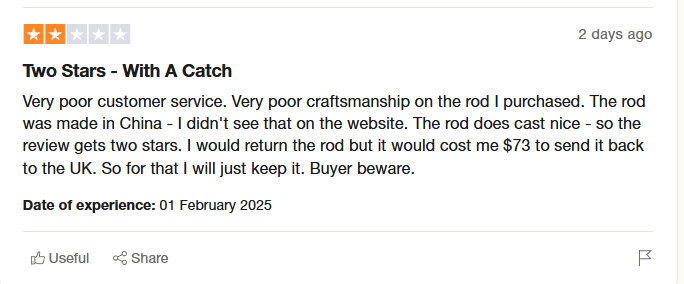 2 days ago
Two Stars - With A Catch
Very poor customer service. Very poor craftsmanship on the rod I purchased. The rod
was made in China - I didn't see that on the website. The rod does cast nice - so the
review gets two stars. I would return the rod but it would cost me $73 to send it back
to the UK. So for that I will just keep it. Buyer beware.
Date of experience: 01 February 2025
Useful Share